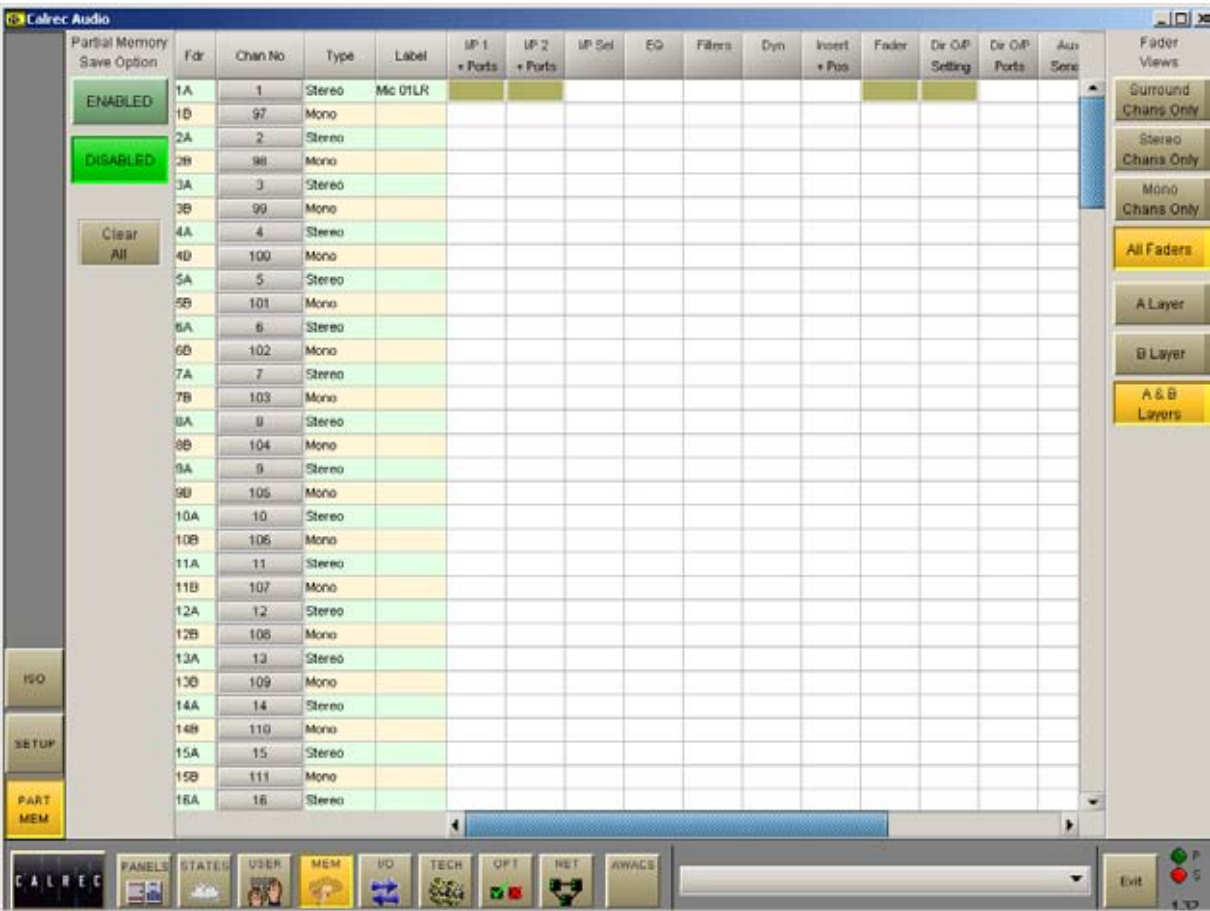 Calrec Audio
Partial Memory Save Option
ENABLED
DISABLED
Clear All
Fdr Chan No Type Label I/P 1 + Ports I/P 2 + Ports I/P Sel EQ Filters Dyn Insert + Pos Fader Dir O/P Setting Dir O/P Ports Aux Send
1A 1 Stereo Mic 01LR
1B 97 Mono
2A 2 Stereo
2B 98 Mono
3A 3 Stereo
3B 99 Mono
4A 4 Stereo
4B 100 Mono
5A 5 Stereo
5B 101 Mono
6A 6 Stereo
6B 102 Mono
7A 7 Stereo
7B 103 Mono
8A 8 Stereo
8B 104 Mono
9A 9 Stereo
9B 105 Mono
10A 10 Stereo
10B 106 Mono
11A 11 Stereo
11B 107 Mono
12A 12 Stereo
12B 108 Mono
13A 13 Stereo
13B 109 Mono
14A 14 Stereo
14B 110 Mono
15A 15 Stereo
15B 111 Mono
16A 16 Stereo
Fader Views
Surround Chans Only
Stereo Chans Only
Mono Chans Only
All Faders
A Layer
B Layer
A & B Layers
ISO
SETUP
PART MEM
CALREC
PANELS
STATES
USER
MEM
I/O
TECH
OPT
NET
AWACS
Exit
P
S
1.32